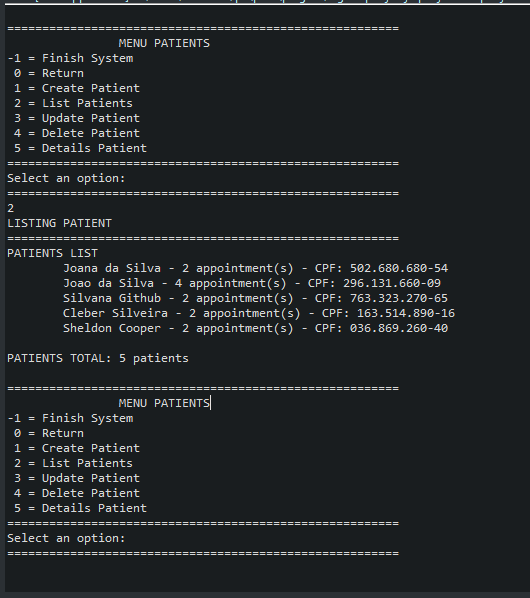 ======================================================
MENU PATIENTS
-1 = Finish System
0 = Return
1 = Create Patient
2 = List Patients
3 = Update Patient
4 = Delete Patient
5 = Details Patient
======================================================
Select an option:
======================================================
2
LISTING PATIENT
======================================================
PATIENTS LIST
Joana da Silva - 2 appointment(s) - CPF: 502.680.680-54
Joao da Silva - 4 appointment(s) - CPF: 296.131.660-09
Silvana Github - 2 appointment(s) - CPF: 763.323.270-65
Cleber Silveira - 2 appointment(s) - CPF: 163.514.890-16
Sheldon Cooper - 2 appointment(s) - CPF: 036.869.260-40
PATIENTS TOTAL: 5 patients
======================================================
MENU PATIENTS
-1 = Finish System
0 = Return
1 = Create Patient
2 = List Patients
3 = Update Patient
4 = Delete Patient
5 = Details Patient
======================================================
Select an option:
======================================================